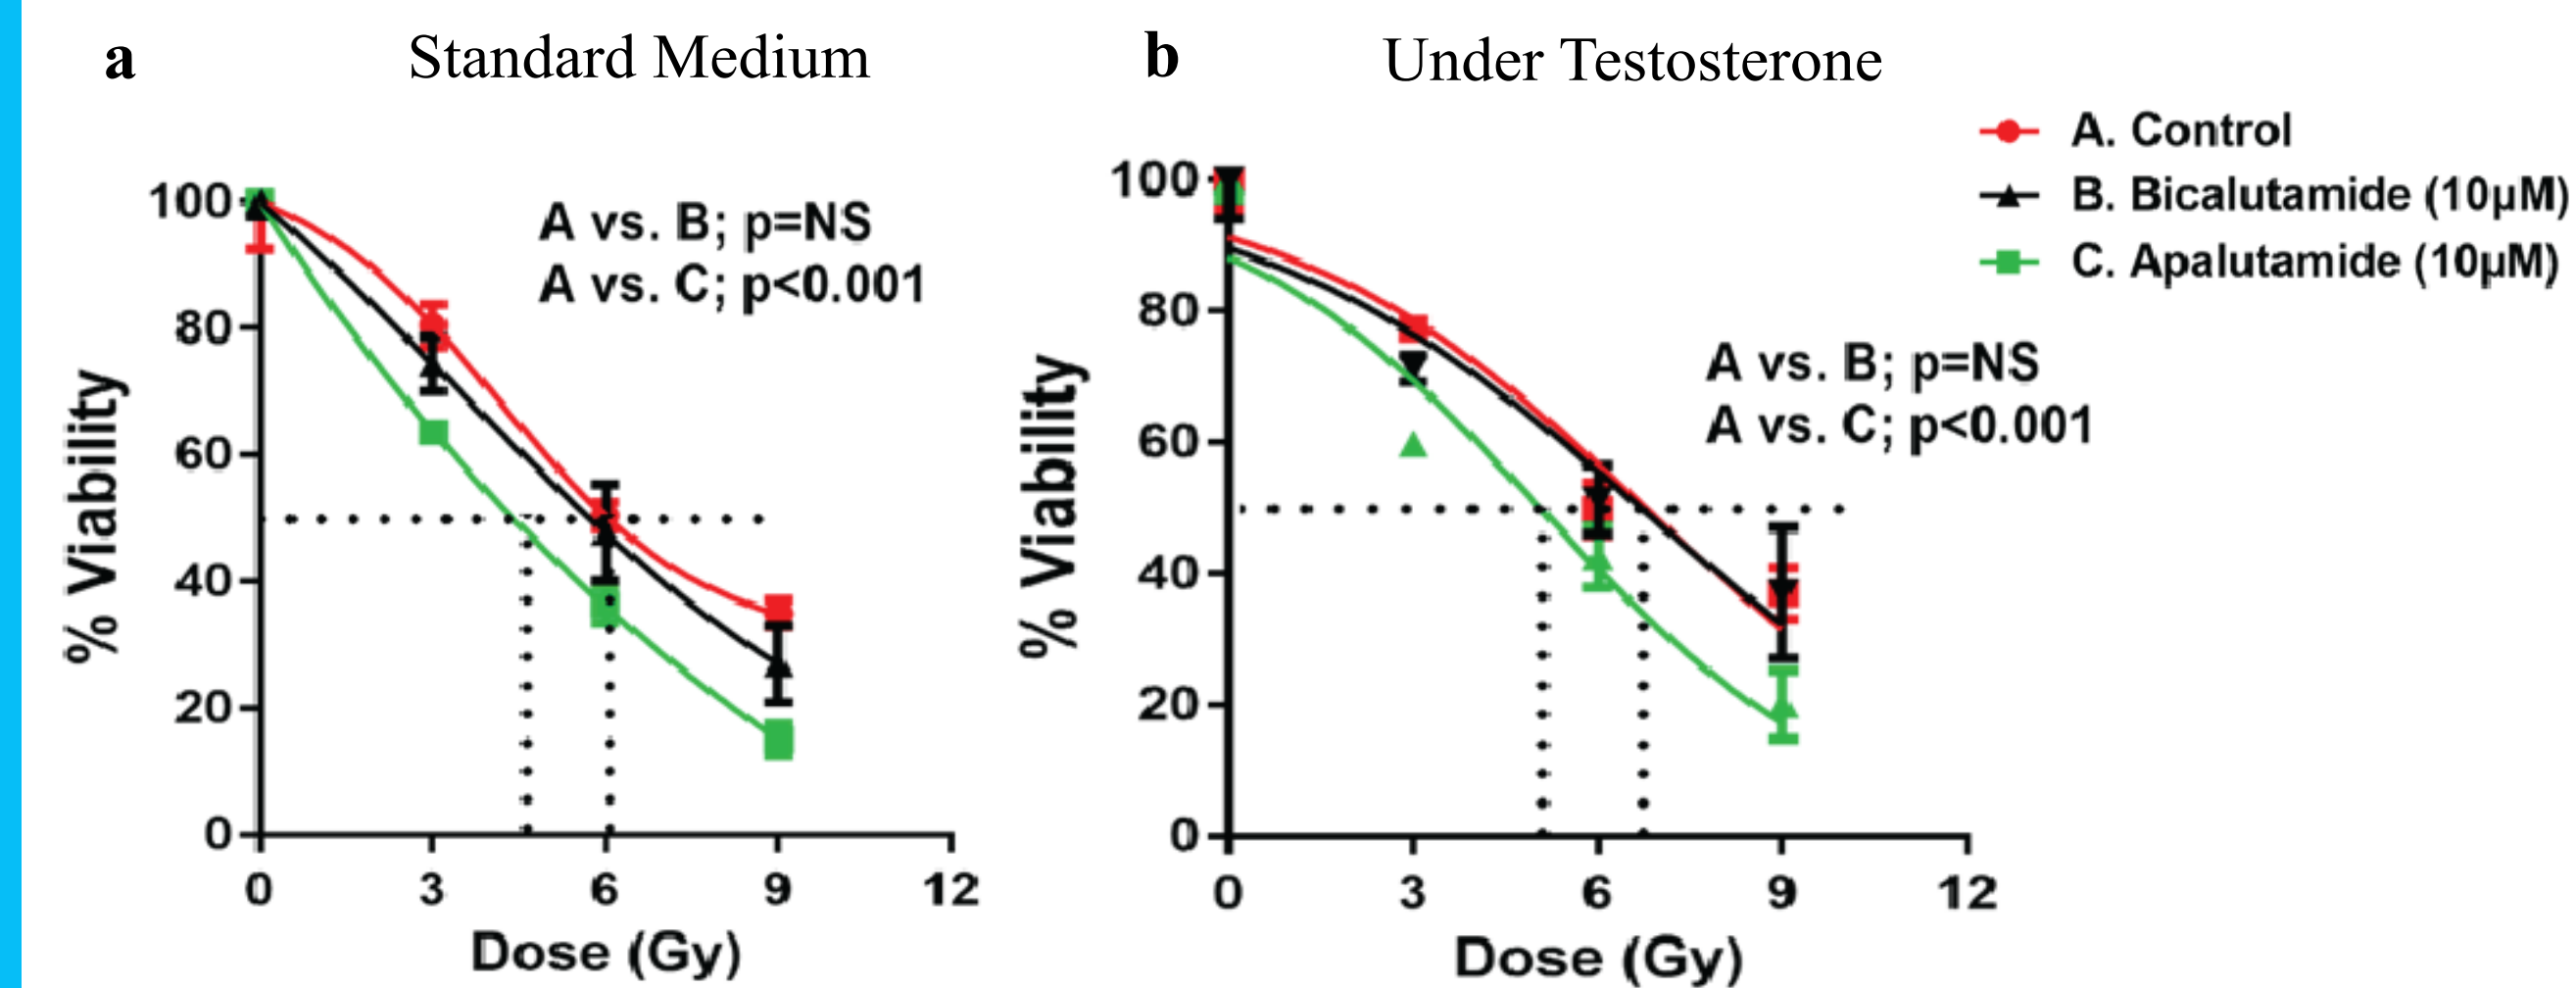 a
Standard Medium
100
80
60
40
20
0
% Viability
A vs. B; p=NS
A vs. C; p<0.001
0 3 6 9 12
Dose (Gy)
b
Under Testosterone
100
80
60
40
20
0
% Viability
A vs. B; p=NS
A vs. C; p<0.001
0 3 6 9 12
Dose (Gy)
A. Control
B. Bicalutamide (10µM)
C. Apalutamide (10µM)